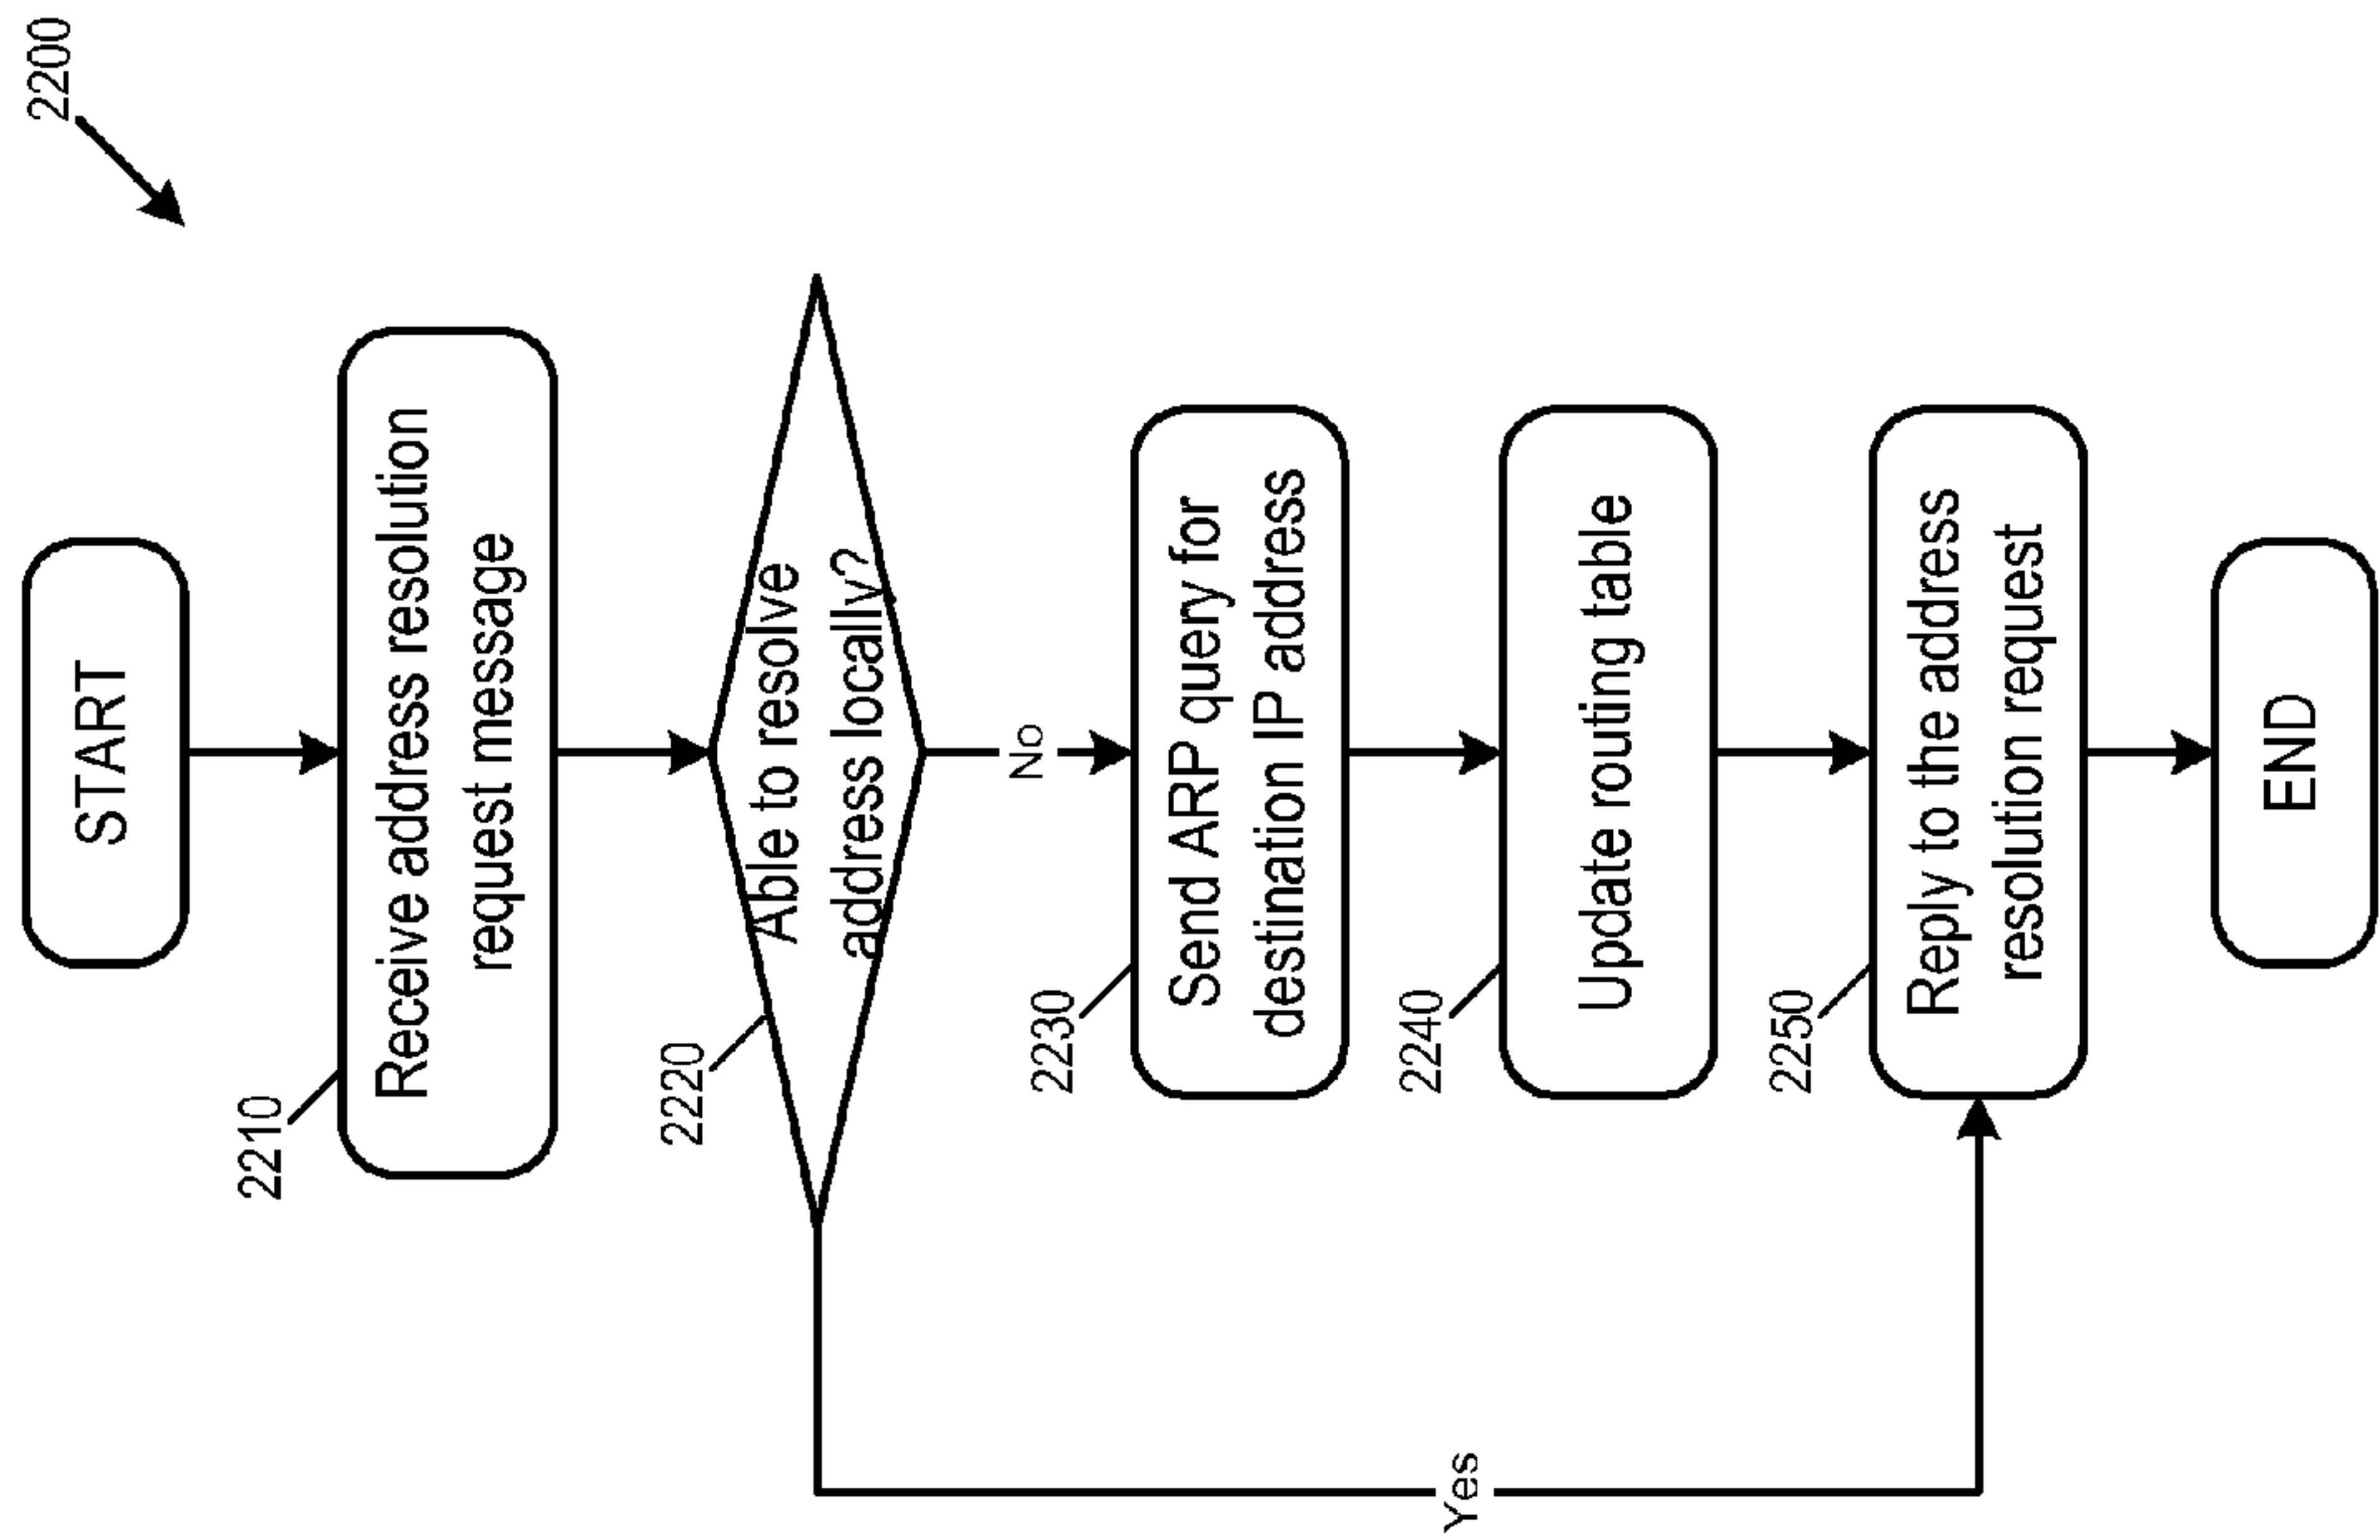 2200
START
2210
Receive address resolution
request message
2220
Able to resolve
address locally?
No
2230
Send ARP query for
destination IP address
2240
Update routing table
Yes
2250
Reply to the address
resolution request
END